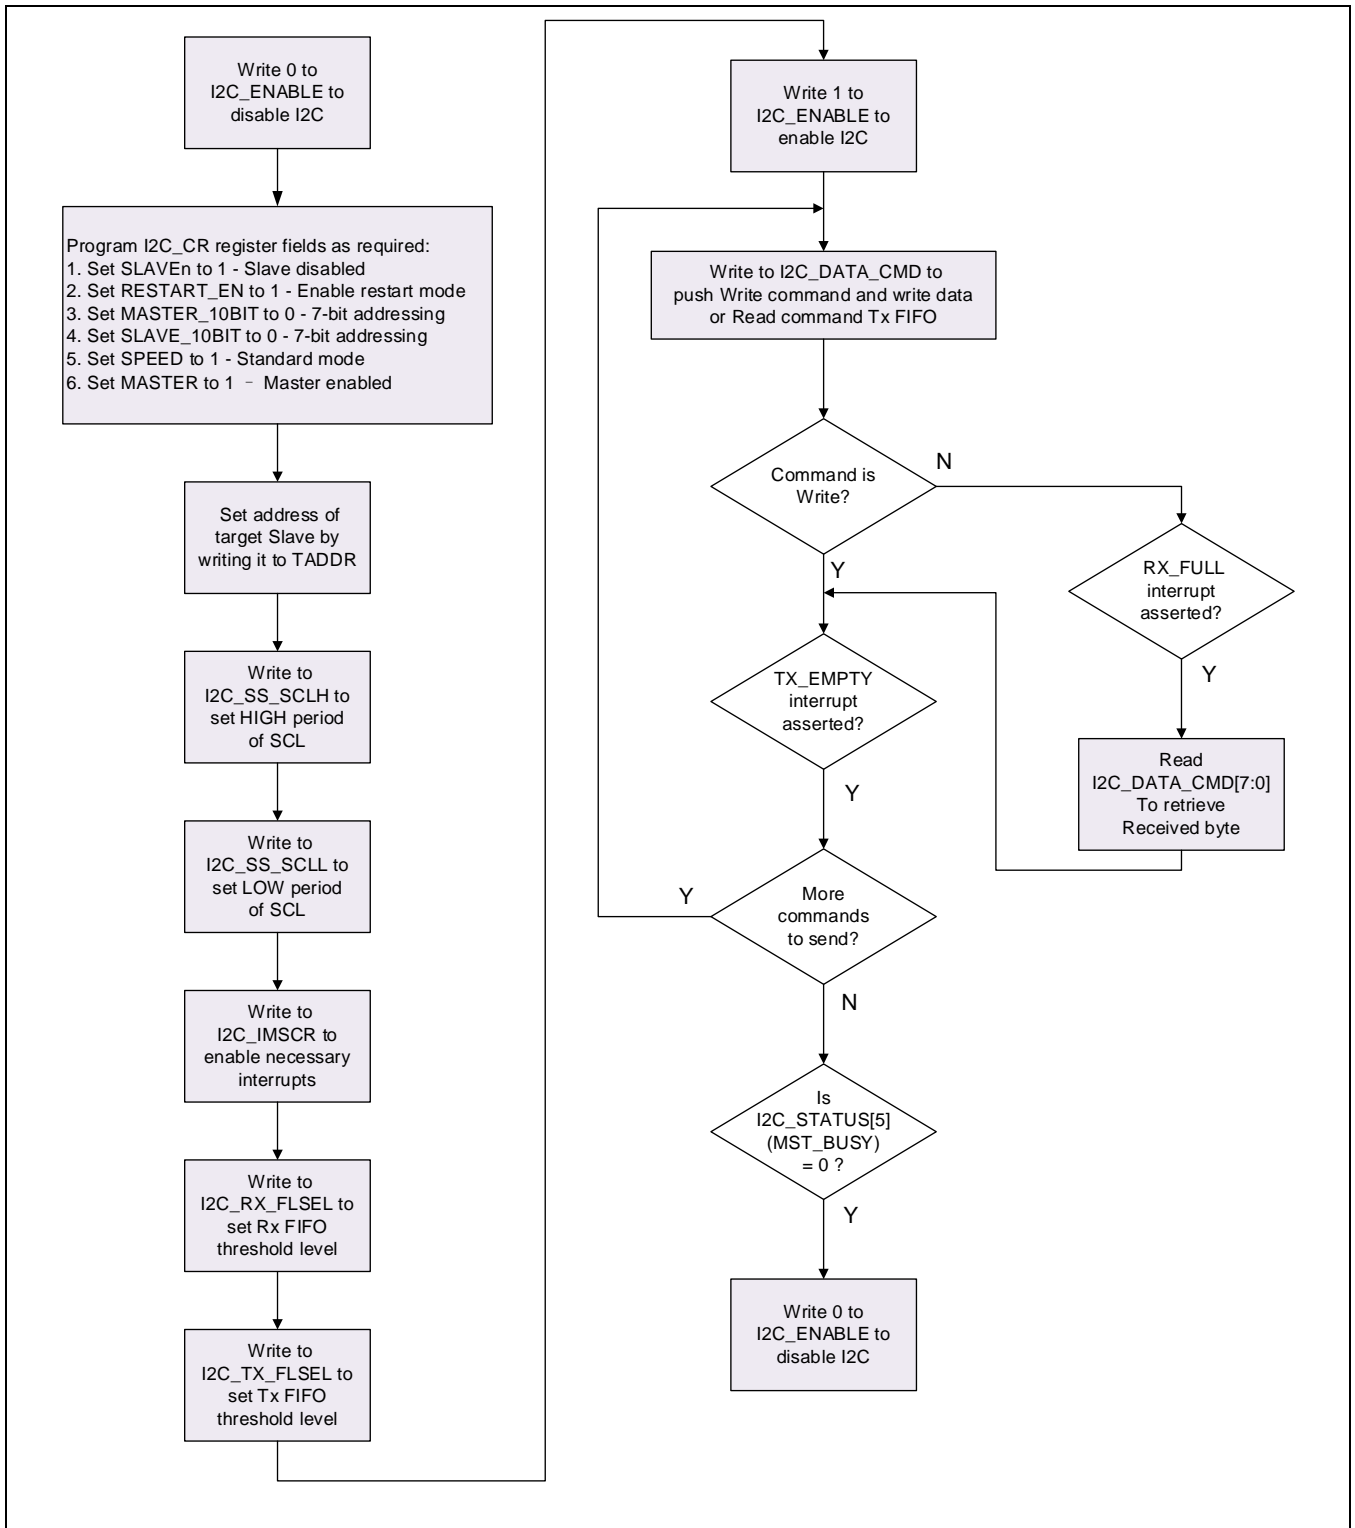 Write 0 to
I2C_ENABLE to
disable I2C
Program I2C_CR register fields as required:
1. Set SLAVEn to 1 - Slave disabled
2. Set RESTART_EN to 1 - Enable restart mode
3. Set MASTER_10BIT to 0 - 7-bit addressing
4. Set SLAVE_10BIT to 0 - 7-bit addressing
5. Set SPEED to 1 - Standard mode
6. Set MASTER to 1 – Master enabled
Set address of
target Slave by
writing it to TADDR
Write to
I2C_SS_SCLH to
set HIGH period
of SCL
Write to
I2C_SS_SCLL to
set LOW period
of SCL
Write to
I2C_IMSCR to
enable necessary
interrupts
Write to
I2C_RX_FLSEL to
set Rx FIFO
threshold level
Write to
I2C_TX_FLSEL to
set Tx FIFO
threshold level
Write 1 to
I2C_ENABLE to
enable I2C
Write to I2C_DATA_CMD to
push Write command and write data
or Read command Tx FIFO
Command is
Write?
N
Y
RX_FULL
interrupt
asserted?
Y
Read
I2C_DATA_CMD[7:0]
To retrieve
Received byte
TX_EMPTY
interrupt
asserted?
Y
More
commands
to send?
Y
N
Is
I2C_STATUS[5]
(MST_BUSY)
= 0 ?
Y
Write 0 to
I2C_ENABLE to
disable I2C